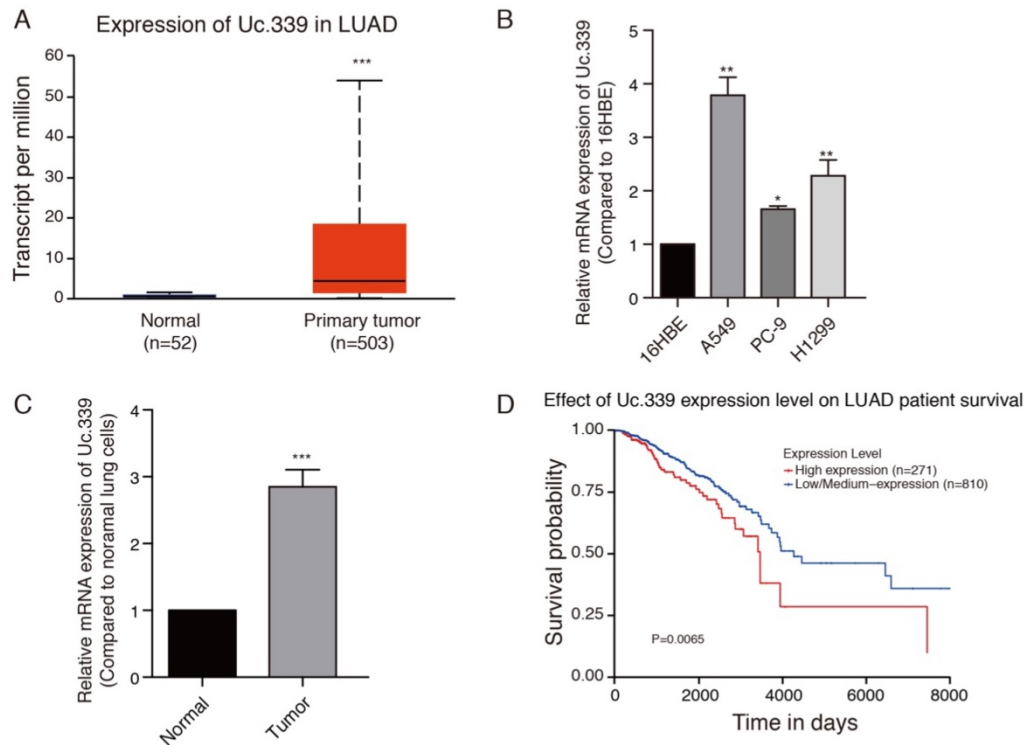 A
Expression of Uc.339 in LUAD
Transcript per million
60
50
40
30
20
10
0
***
Normal
(n=52)
Primary tumor
(n=503)
B
Relative mRNA expression of Uc.339
(Compared to 16HBE)
5
4
3
2
1
0
**
*
**
16HBE
A549
PC-9
H1299
C
Relative mRNA expression of Uc.339
(Compared to noramal lung cells)
4
3
2
1
0
***
Normal
Tumor
D
Effect of Uc.339 expression level on LUAD patient survival
Survival probability
1.00
0.75
0.50
0.25
0.00
Expression Level
High expression (n=271)
Low/Medium-expression (n=810)
P=0.0065
0
2000
4000
6000
8000
Time in days